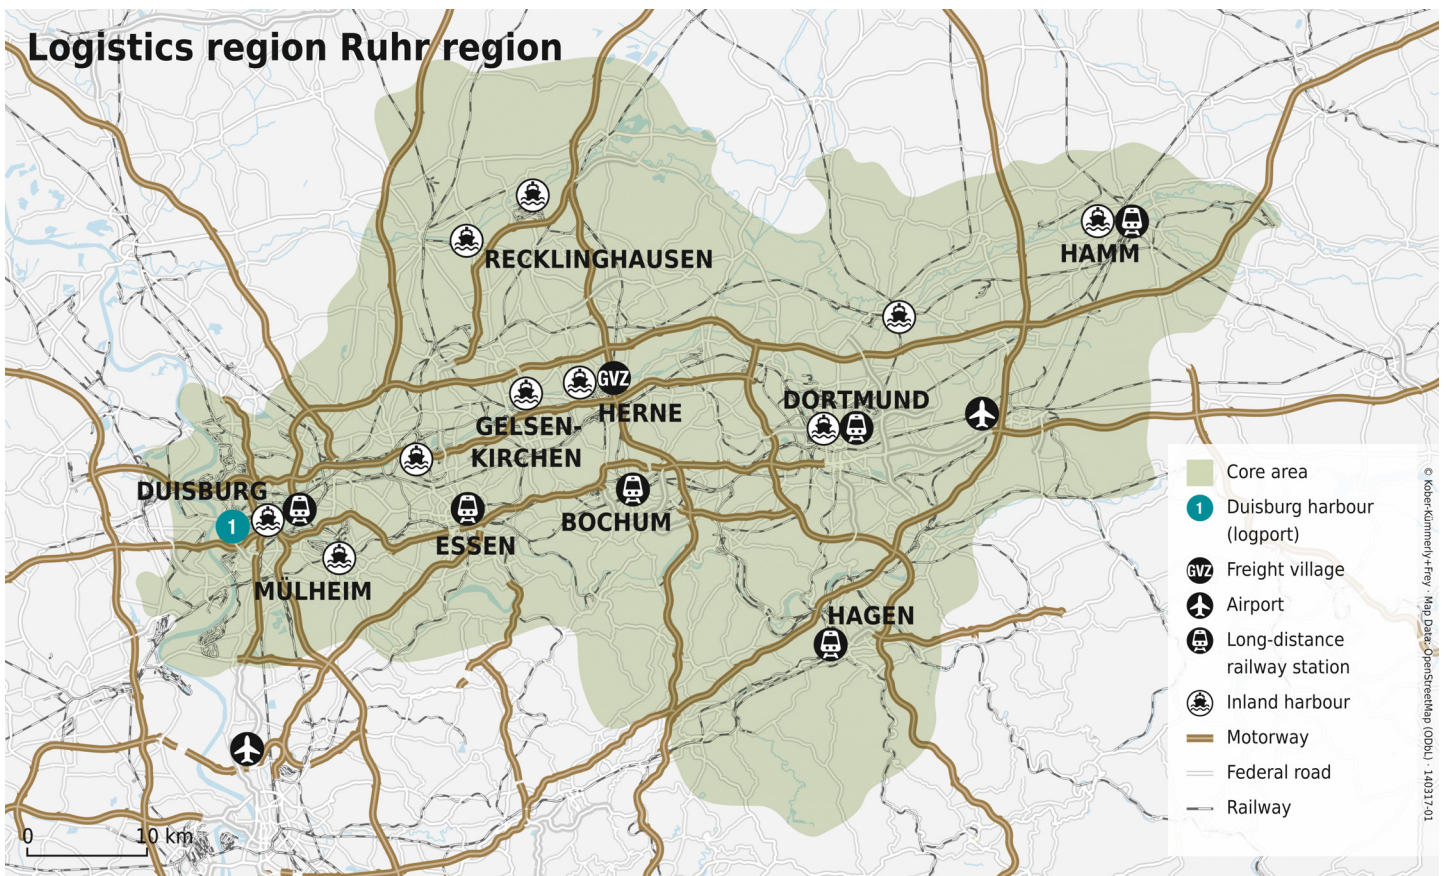 Logistics region Ruhr region
RECKLINGHAUSEN
HAMM
GVZ
HERNE
DORTMUND
GELSEN-
KIRCHEN
DUISBURG
1
BOCHUM
ESSEN
MÜLHEIM
HAGEN
0 10 km
Core area
1 Duisburg harbour
(logport)
GVZ Freight village
Airport
Long-distance
railway station
Inland harbour
Motorway
Federal road
Railway
© Kober-Kümmerly+Frey · Map Data: OpenStreetMap (ODbL) · 140317-01